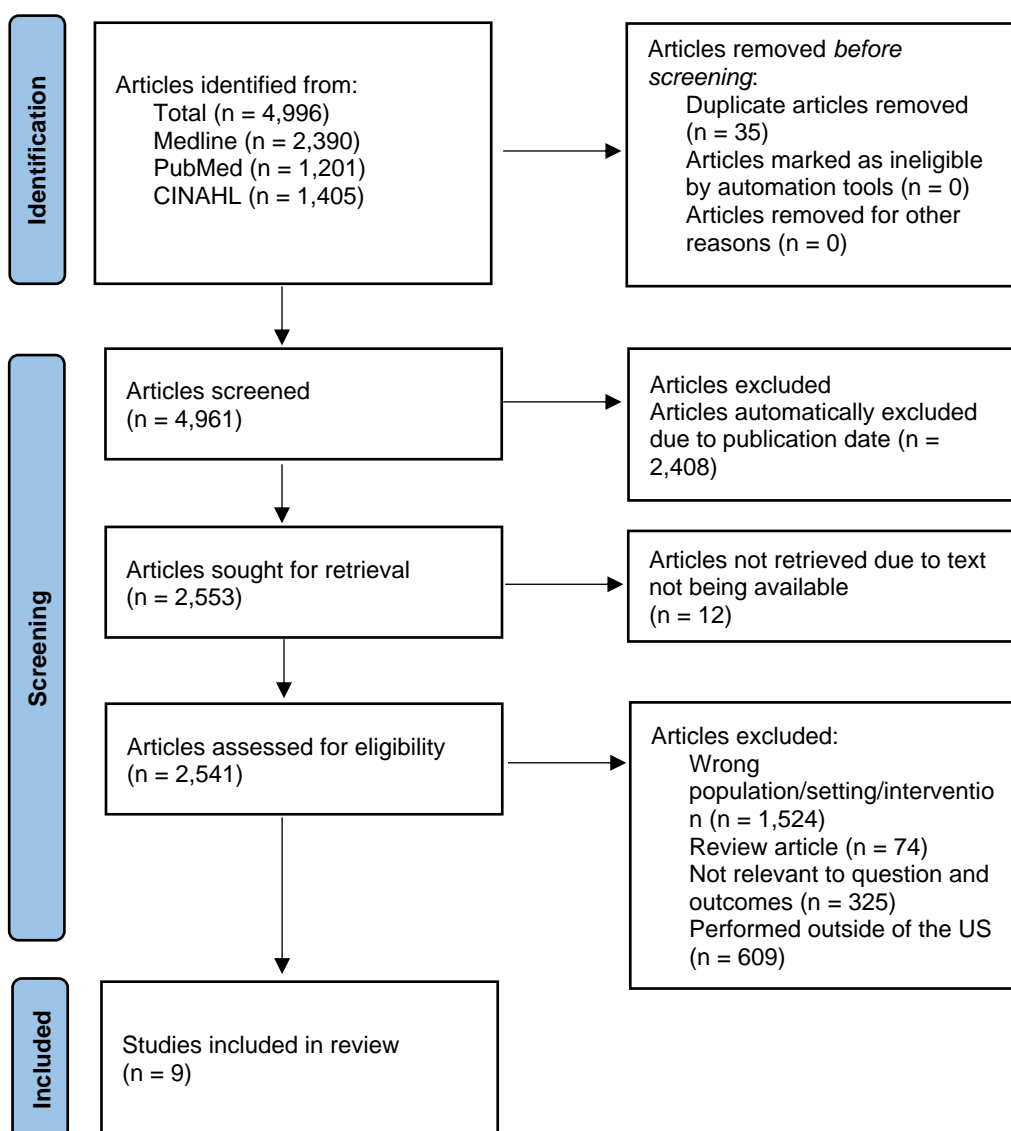 Identification
Articles identified from:
Total (n = 4,996)
Medline (n = 2,390)
PubMed (n = 1,201)
CINAHL (n = 1,405)
Articles removed before
screening:
Duplicate articles removed
(n = 35)
Articles marked as ineligible
by automation tools (n = 0)
Articles removed for other
reasons (n = 0)
Screening
Articles screened
(n = 4,961)
Articles excluded
Articles automatically excluded
due to publication date (n =
2,408)
Articles sought for retrieval
(n = 2,553)
Articles not retrieved due to text
not being available
(n = 12)
Articles assessed for eligibility
(n = 2,541)
Articles excluded:
Wrong
population/setting/interventio
n (n = 1,524)
Review article (n = 74)
Not relevant to question and
outcomes (n = 325)
Performed outside of the US
(n = 609)
Included
Studies included in review
(n = 9)